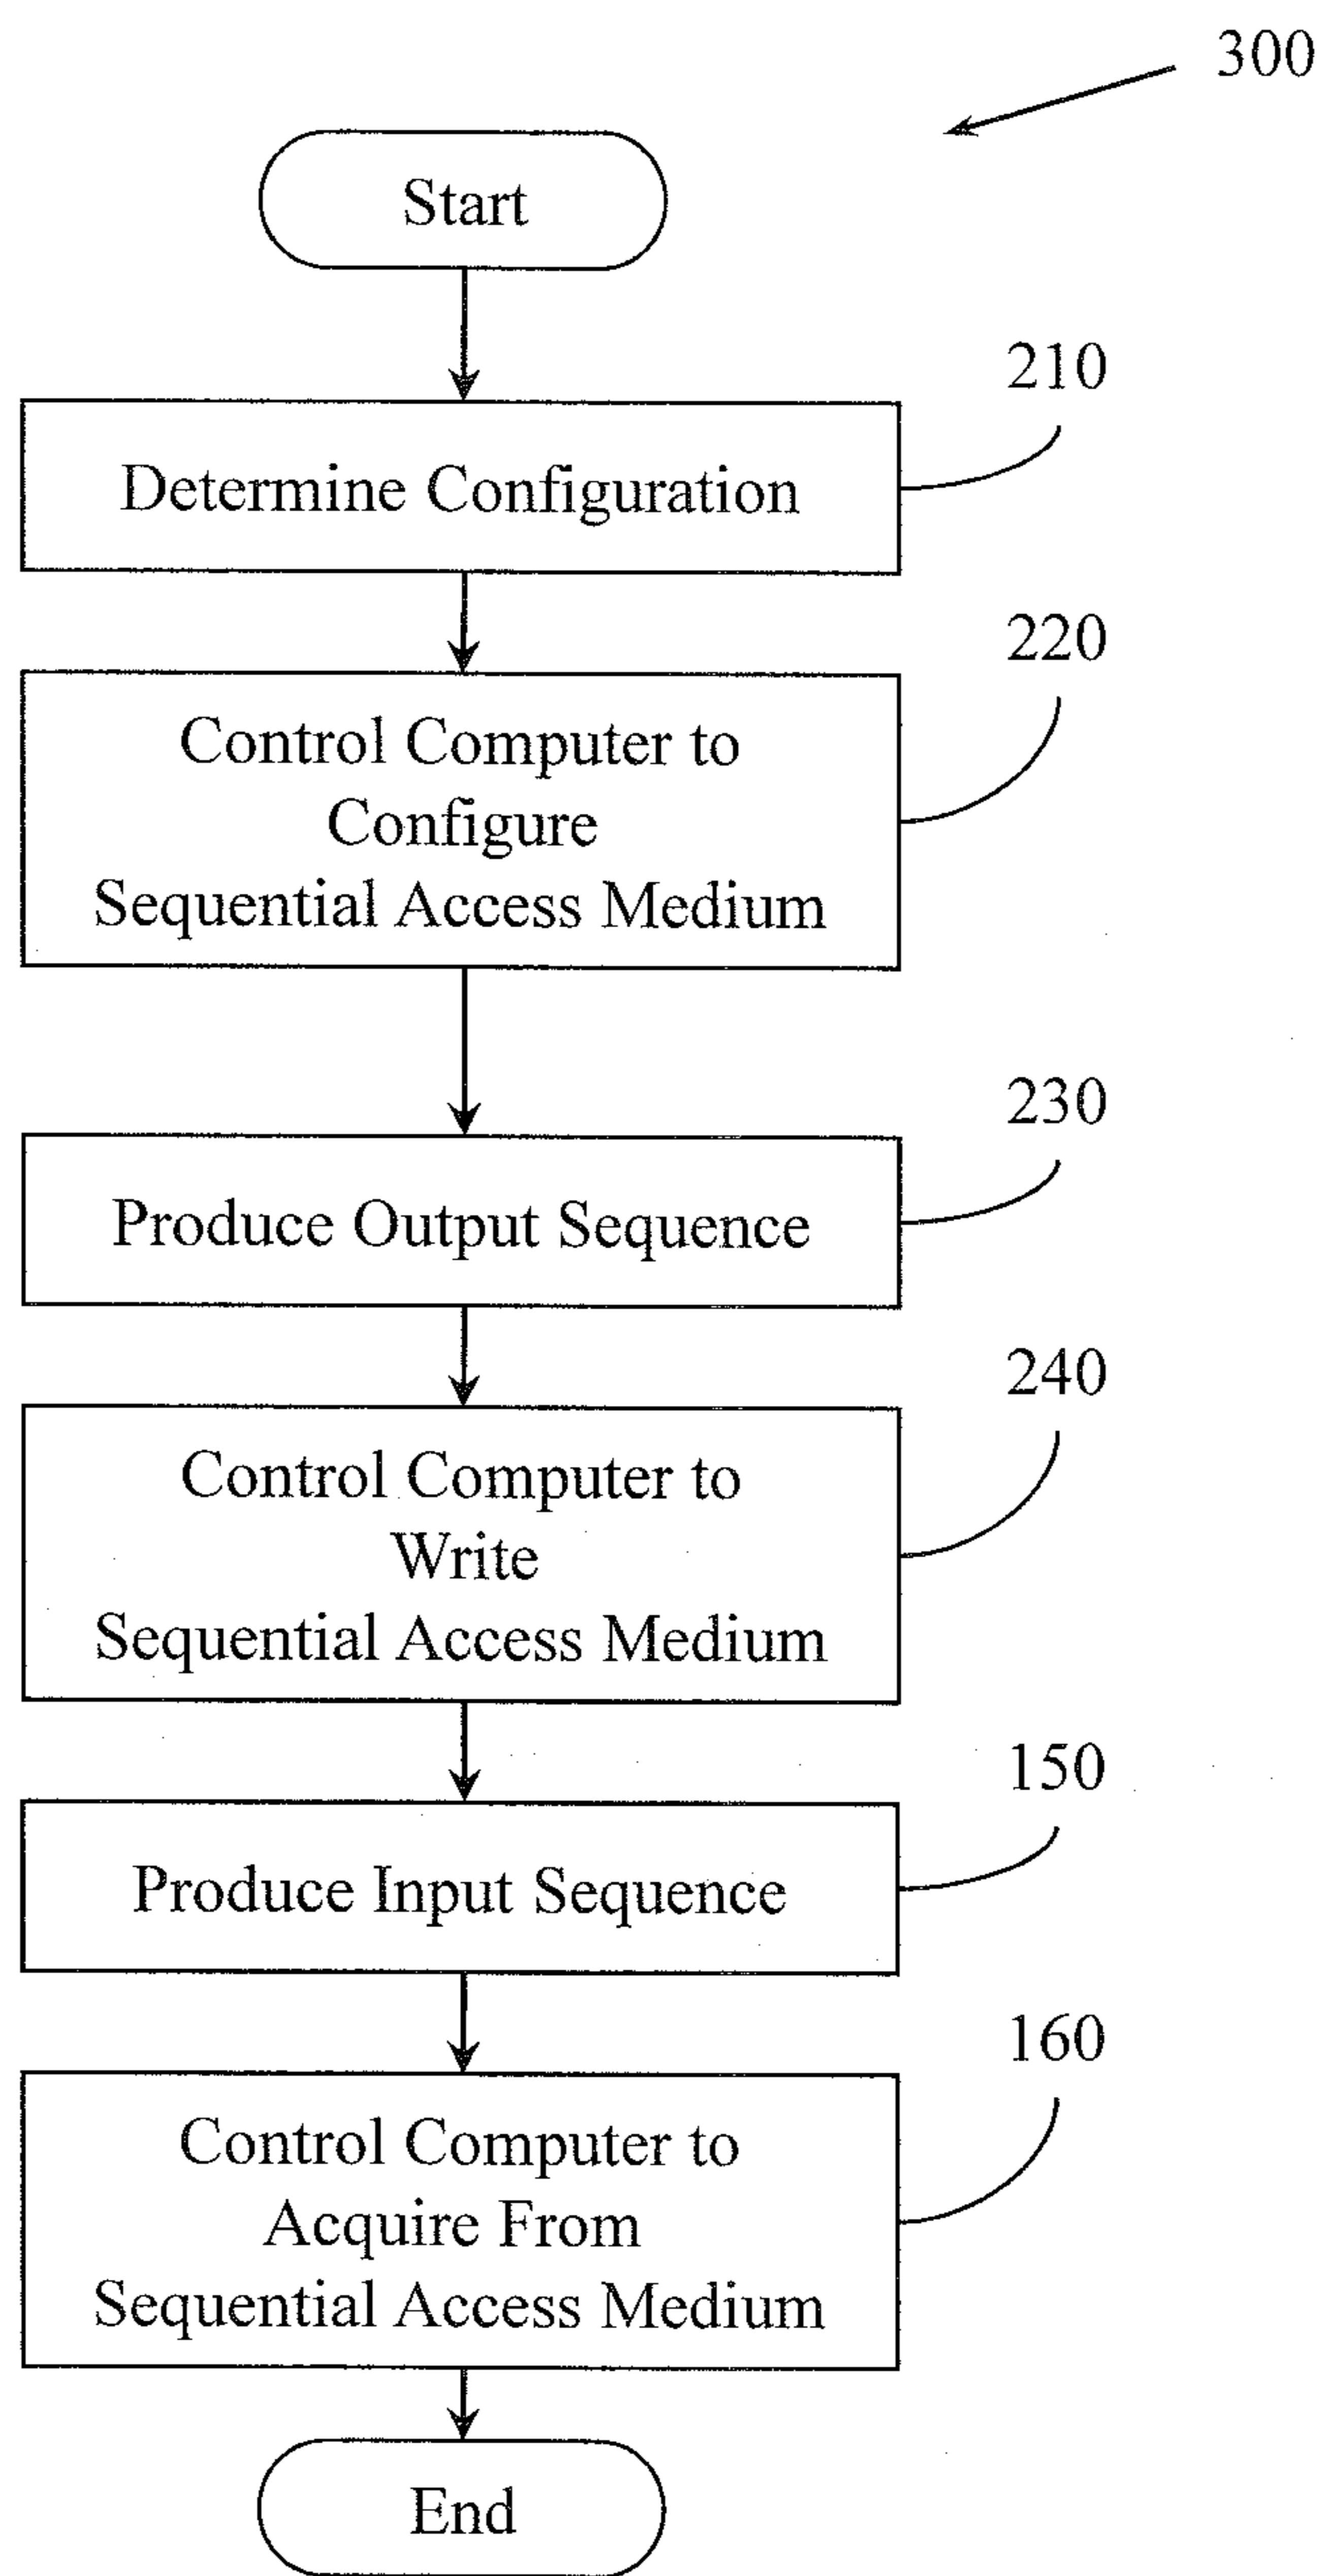 300
Start
210
Determine Configuration
220
Control Computer to
Configure
Sequential Access Medium
230
Produce Output Sequence
240
Control Computer to
Write
Sequential Access Medium
150
Produce Input Sequence
160
Control Computer to
Acquire From
Sequential Access Medium
End